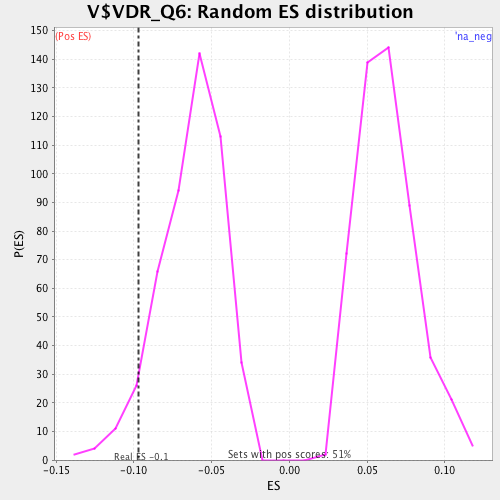 V$VDR_Q6: Random ES distribution
(Pos ES)
'na_neg
150
140
130
120
110
100
90
80
70
60
50
40
30
20
10
0
P(ES)
Real ES -0.1
Sets with pos scores: 51%
-0.15 -0.10 -0.05 0.00 0.05 0.10
ES